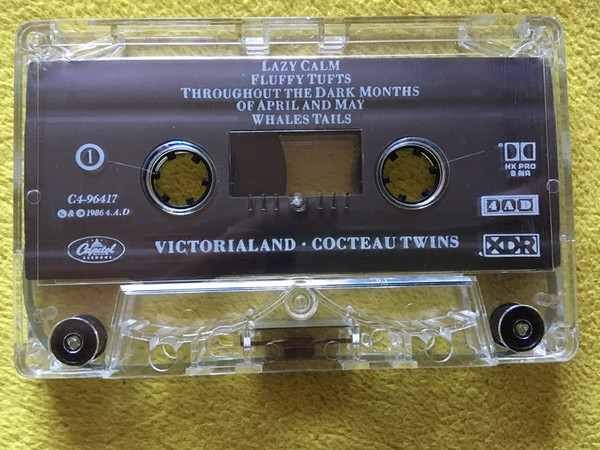 LAZY CALM
FLUFFY TUFTS
THROUGHOUT THE DARK MONTHS
OF APRIL AND MAY
WHALES TAILS
1
HX PRO
B NR
C4-96417
© & ℗ 1986 4.A.D
4AD
Capitol
RECORDS
VICTORIALAND · COCTEAU TWINS
XDR